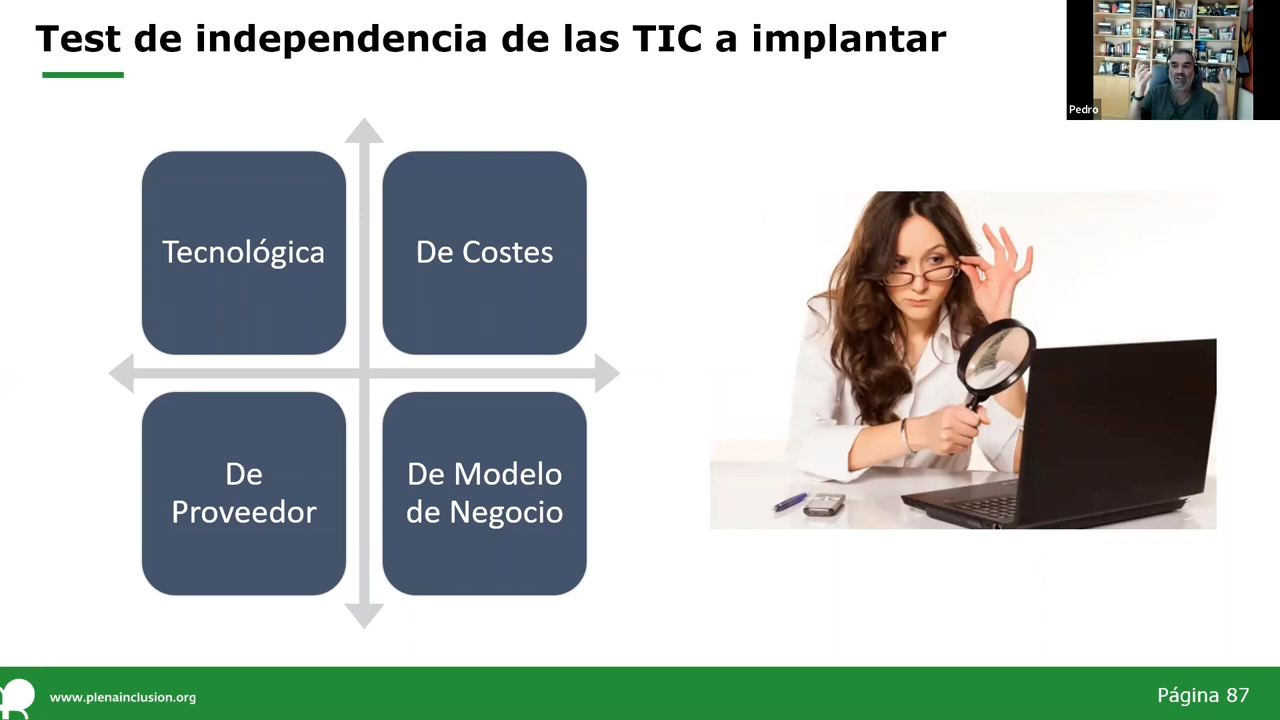 Test de independencia de las TIC a implantar
Pedro
Tecnológica
De Costes
De
Proveedor
De Modelo
de Negocio
www.plenainclusion.org
Página 87